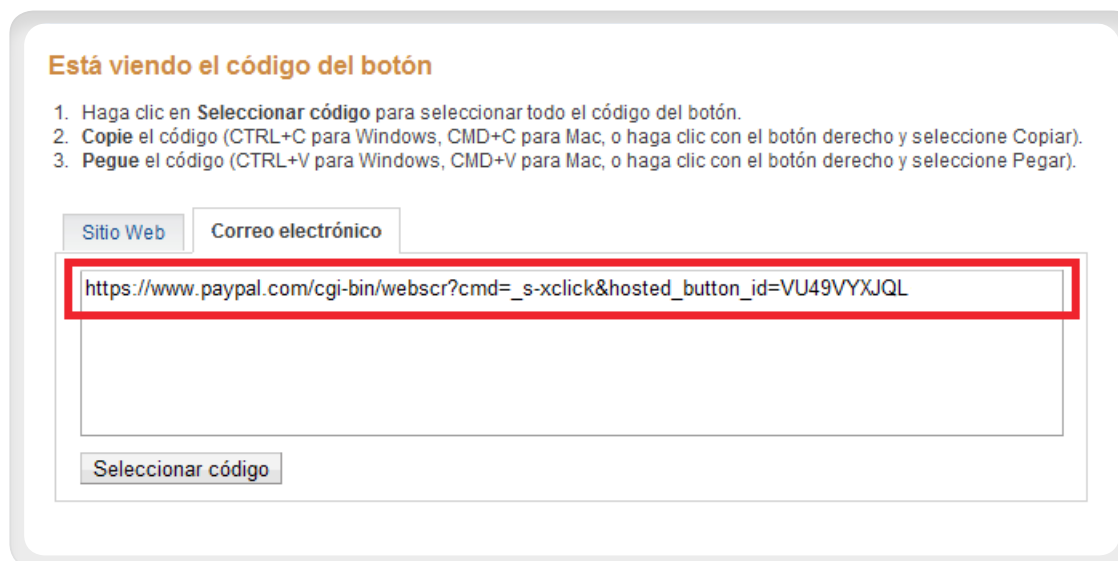 Está viendo el código del botón
1. Haga clic en Seleccionar código para seleccionar todo el código del botón.
2. Copie el código (CTRL+C para Windows, CMD+C para Mac, o haga clic con el botón derecho y seleccione Copiar).
3. Pegue el código (CTRL+V para Windows, CMD+V para Mac, o haga clic con el botón derecho y seleccione Pegar).
Sitio Web Correo electrónico
https://www.paypal.com/cgi-bin/webscr?cmd=_s-xclick&hosted_button_id=VU49VYXJQL
Seleccionar código